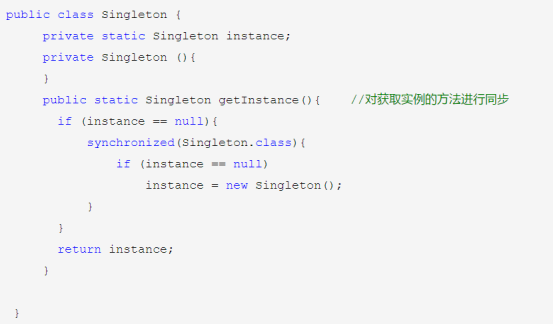 public class Singleton {
private static Singleton instance;
private Singleton (){
}
public static Singleton getInstance(){ //对获取实例的方法进行同步
if (instance == null){
synchronized(Singleton.class){
if (instance == null)
instance = new Singleton();
}
}
return instance;
}
}